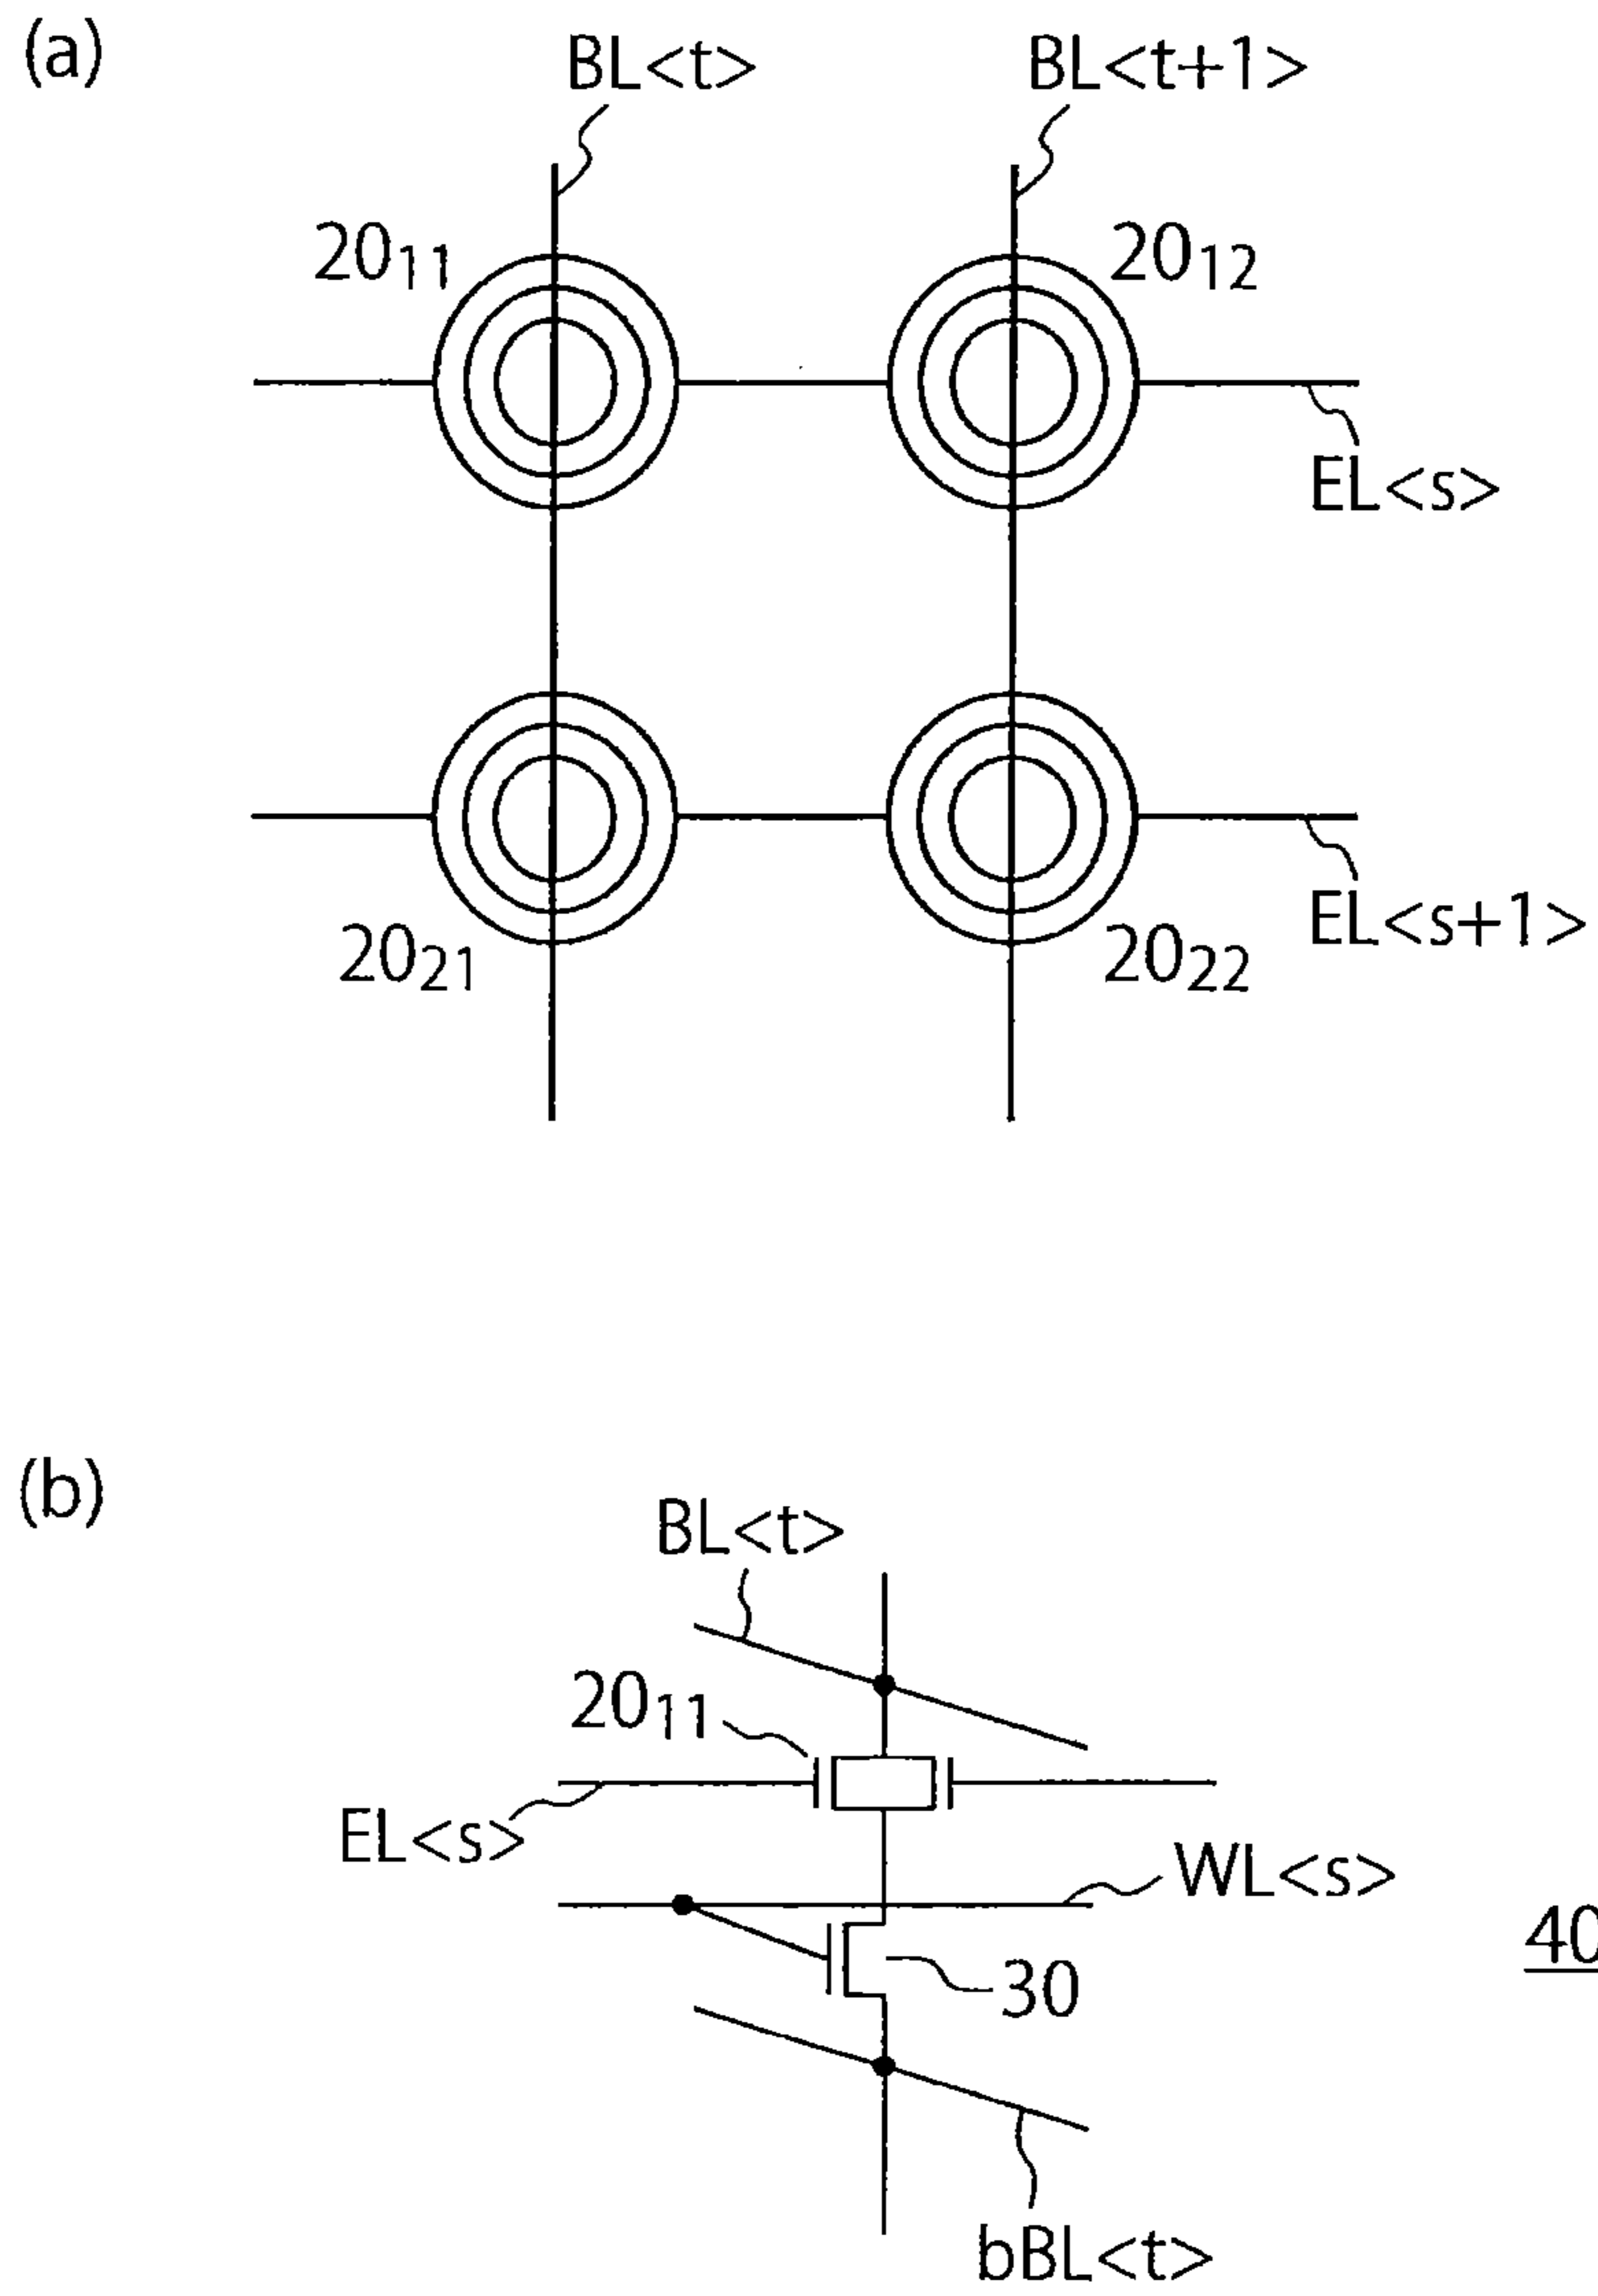 (a)
BL<t>
BL<t+1>
20₁₁
20₁₂
EL<s>
EL<s+1>
20₂₁
20₂₂
(b)
BL<t>
20₁₁
EL<s>
WL<s>
40
30
bBL<t>